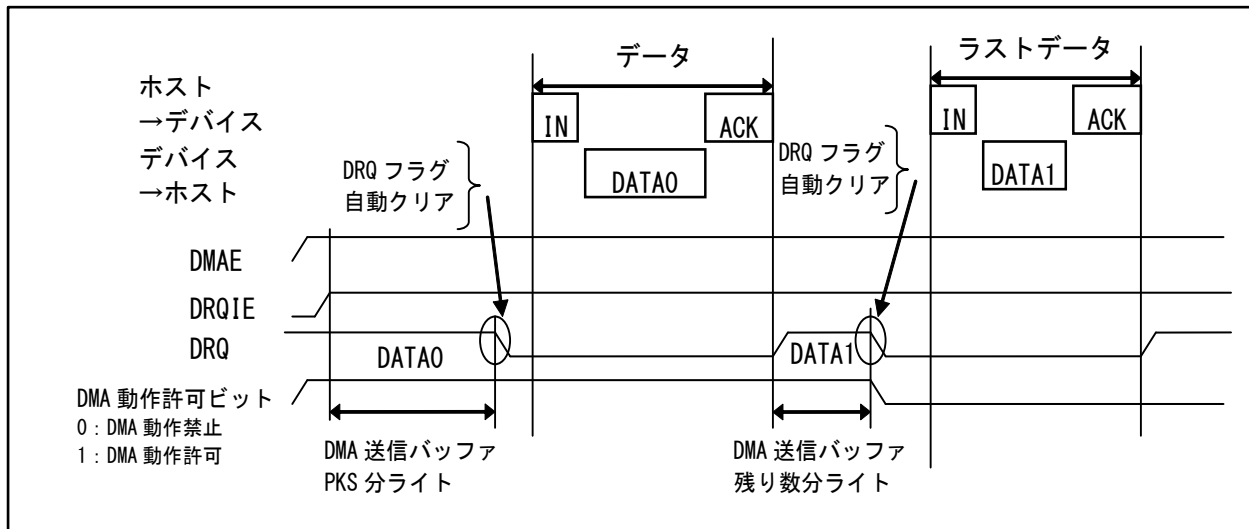 データ
ラストデータ
ホスト
→デバイス
IN
ACK
IN
ACK
デバイス
→ホスト
DRQ フラグ
自動クリア
DATA0
DRQ フラグ
自動クリア
DATA1
DMAE
DRQIE
DRQ
DATA0
DATA1
DMA 動作許可ビット
0：DMA 動作禁止
1：DMA 動作許可
DMA 送信バッファ
PKS 分ライト
DMA 送信バッファ
残り数分ライト